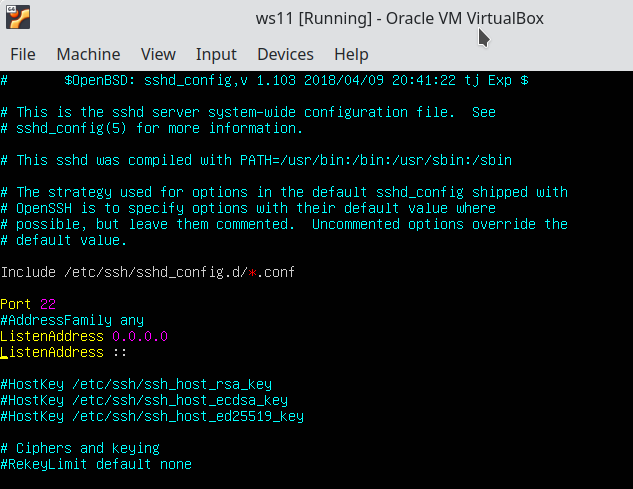 ws11 [Running] - Oracle VM VirtualBox
File Machine View Input Devices Help
# $OpenBSD: sshd_config,v 1.103 2018/04/09 20:41:22 tj Exp $
# This is the sshd server system-wide configuration file. See
# sshd_config(5) for more information.
# This sshd was compiled with PATH=/usr/bin:/bin:/usr/sbin:/sbin
# The strategy used for options in the default sshd_config shipped with
# OpenSSH is to specify options with their default value where
# possible, but leave them commented. Uncommented options override the
# default value.
Include /etc/ssh/sshd_config.d/*.conf
Port 22
#AddressFamily any
ListenAddress 0.0.0.0
ListenAddress ::
#HostKey /etc/ssh/ssh_host_rsa_key
#HostKey /etc/ssh/ssh_host_ecdsa_key
#HostKey /etc/ssh/ssh_host_ed25519_key
# Ciphers and keying
#RekeyLimit default none